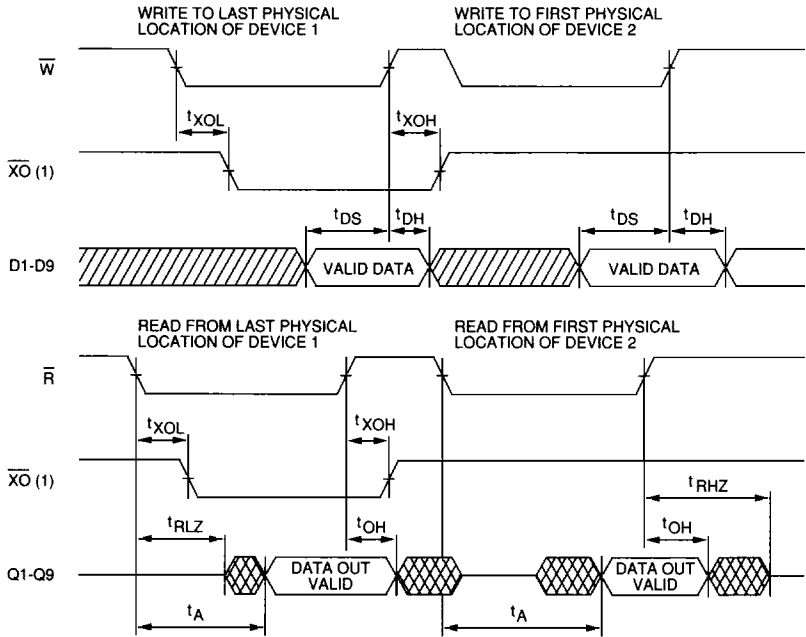 WRITE TO LAST PHYSICAL WRITE TO FIRST PHYSICAL
LOCATION OF DEVICE 1 LOCATION OF DEVICE 2
W̅
tXOL tXOH
X̅O̅ (1)
tDS tDH tDS tDH
D1-D9 VALID DATA VALID DATA
READ FROM LAST PHYSICAL READ FROM FIRST PHYSICAL
LOCATION OF DEVICE 1 LOCATION OF DEVICE 2
R̅
tXOL tXOH
X̅O̅ (1)
tRHZ
tRLZ tOH tOH
Q1-Q9 DATA OUT DATA OUT
VALID VALID
tA tA